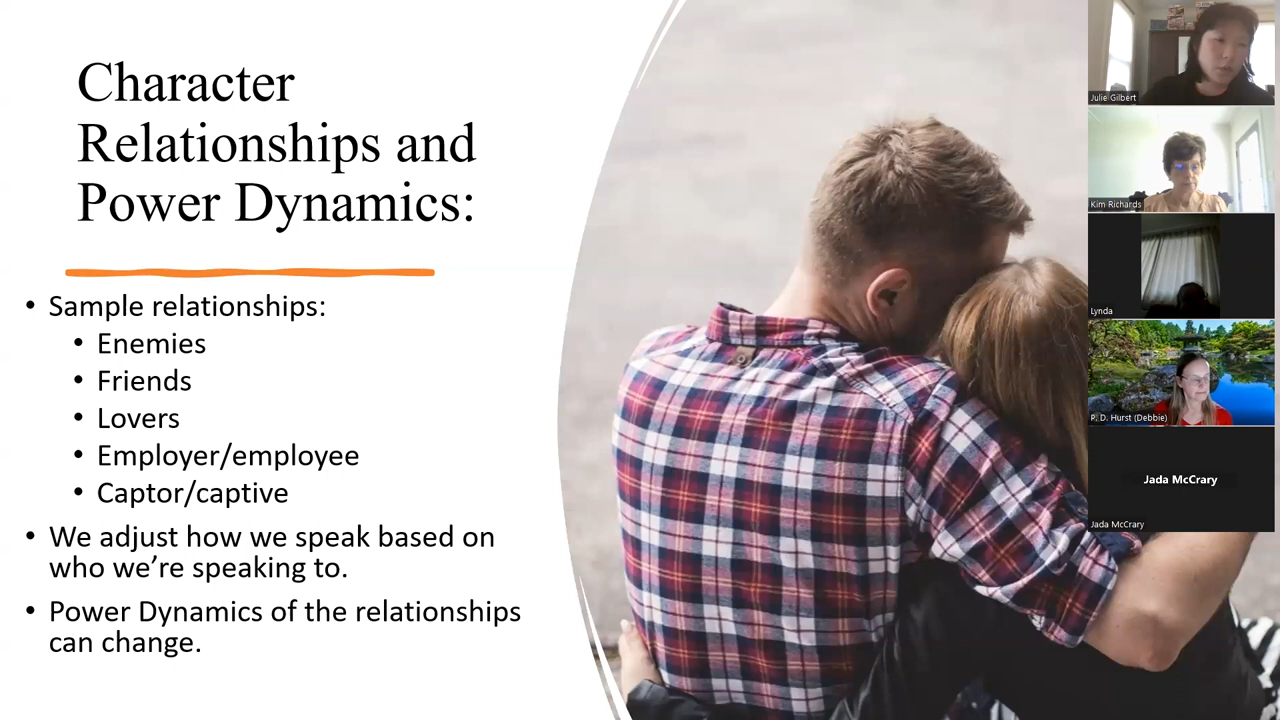 Character
Relationships and
Power Dynamics:
• Sample relationships:
• Enemies
• Friends
• Lovers
• Employer/employee
• Captor/captive
• We adjust how we speak based on
who we’re speaking to.
• Power Dynamics of the relationships
can change.
Julie Gilbert
Kim Richards
Lynda
P. D. Hurst (Debbie)
Jada McCrary
Jada McCrary